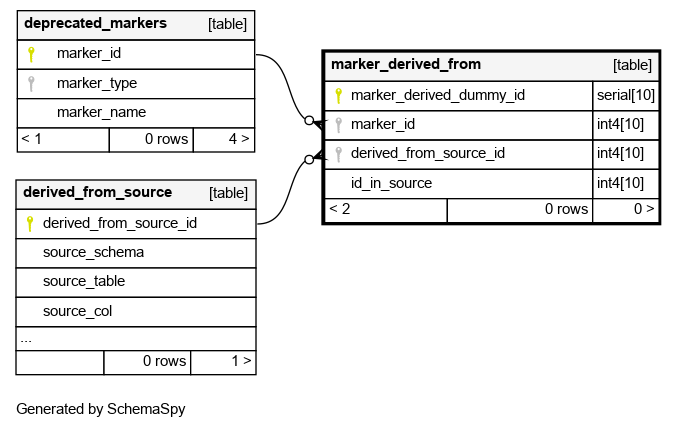 deprecated_markers [table]
marker_id
marker_type
marker_name
< 1 0 rows 4 >
marker_derived_from [table]
marker_derived_dummy_id serial[10]
marker_id int4[10]
derived_from_source_id int4[10]
id_in_source int4[10]
< 2 0 rows 0 >
derived_from_source [table]
derived_from_source_id
source_schema
source_table
source_col
...
0 rows 1 >
Generated by SchemaSpy